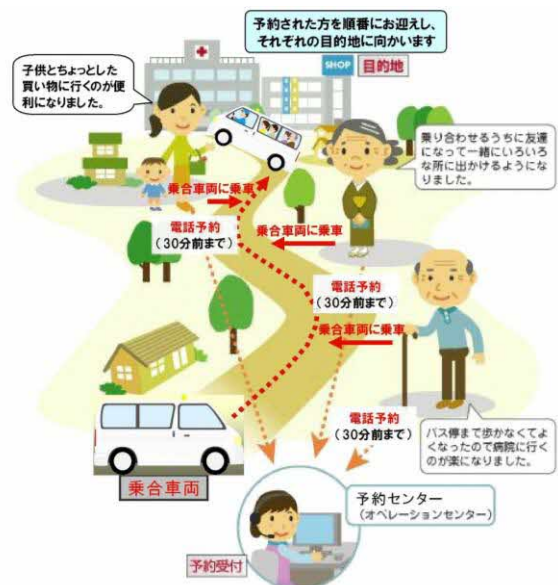 予約された方を順番にお迎えし、
それぞれの目的地に向かいます
SHOP 目的地
子供とちょっとした
買い物に行くのが便
利になりました。
乗り合わせるうちに友達
になって一緒にいろいろ
な所に出かけるようにな
りました。
乗合車両に乗車
電話予約
(30分前まで)
乗合車両に乗車
電話予約
(30分前まで)
乗合車両に乗車
電話予約
(30分前まで)
バス停まで歩かなくてよ
くなったので病院に行く
のが楽になりました。
乗合車両
予約センター
(オペレーションセンター)
予約受付